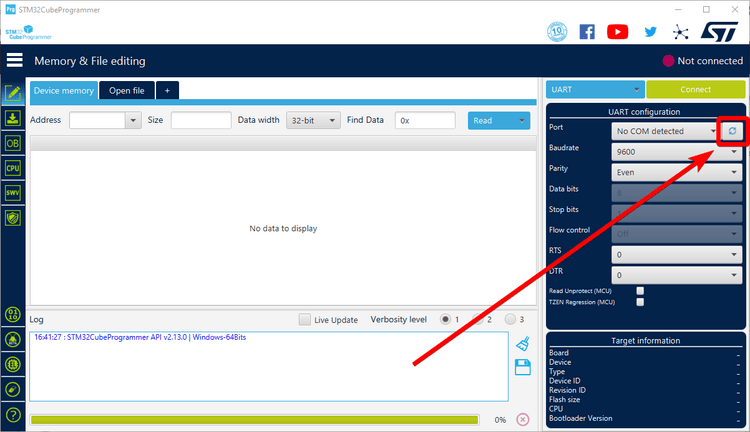 Prg STM32CubeProgrammer
STM32
CubeProgrammer
10
Memory & File editing
Not connected
Device memory
Open file
+
UART
Connect
Address
Size
Data width
32-bit
Find Data
0x
Read
No data to display
UART configuration
Port
No COM detected
Baudrate
9600
Parity
Even
Data bits
8
Stop bits
Flow control
Off
RTS
0
DTR
0
Read Unprotect (MCU)
TZEN Regression (MCU)
OB
CPU
SWV
Log
Live Update
Verbosity level
1
2
3
16:41:27 : STM32CubeProgrammer API v2.13.0 | Windows-64Bits
0%
Target information
Board -
Device -
Type -
Device ID -
Revision ID -
Flash size -
CPU -
Bootloader Version -